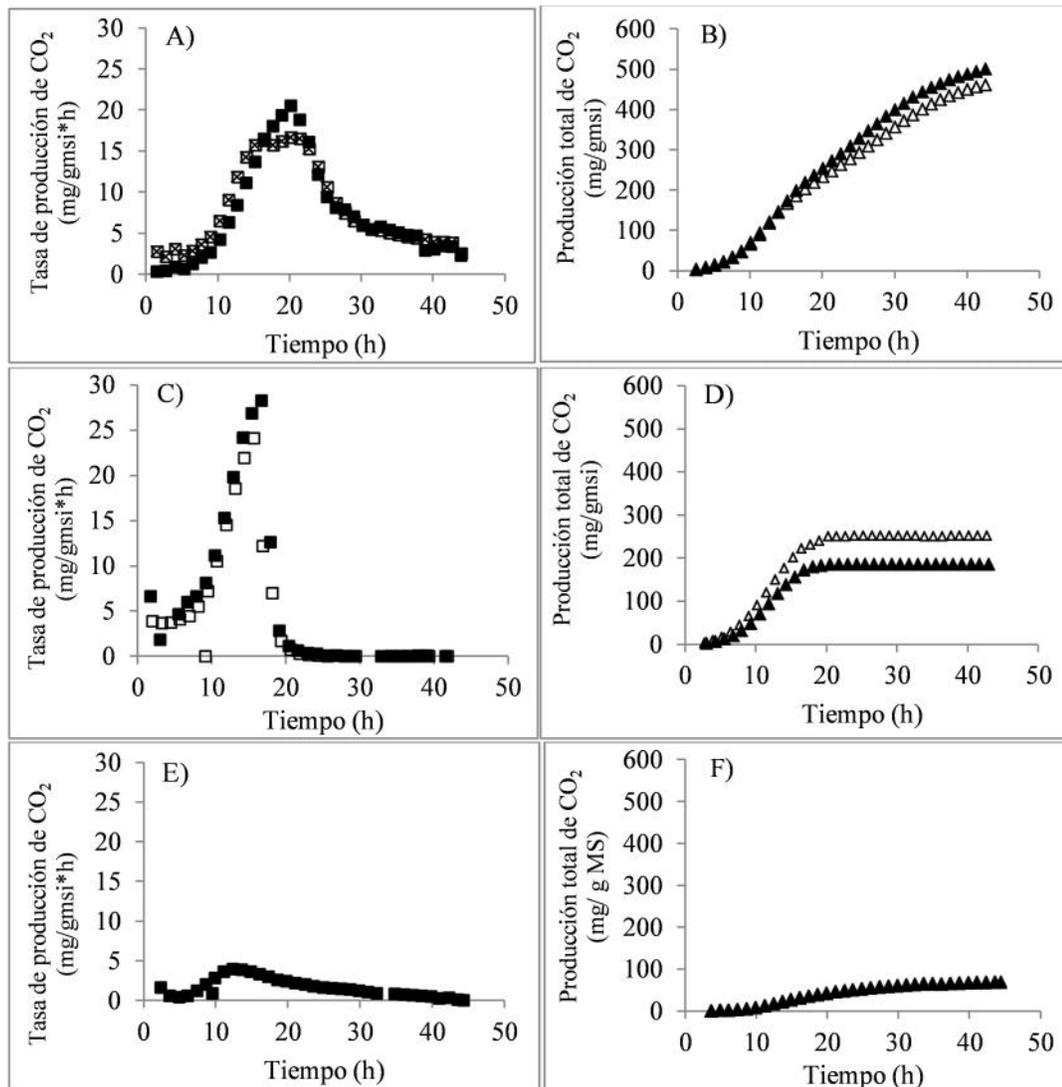 A)
Tasa de producción de CO₂
(mg/gmsi*h)
30
25
20
15
10
5
0
0 10 20 30 40 50
Tiempo (h)
B)
Producción total de CO₂
(mg/gmsi)
600
500
400
300
200
100
0
0 10 20 30 40 50
Tiempo (h)
C)
Tasa de producción de CO₂
(mg/gmsi*h)
30
25
20
15
10
5
0
0 10 20 30 40 50
Tiempo (h)
D)
Producción total de CO₂
(mg/gmsi)
600
500
400
300
200
100
0
0 10 20 30 40 50
Tiempo (h)
E)
Tasa de producción de CO₂
(mg/gmsi*h)
30
25
20
15
10
5
0
0 10 20 30 40 50
Tiempo (h)
F)
Producción total de CO₂
(mg/ g MS)
600
500
400
300
200
100
0
0 10 20 30 40 50
Tiempo (h)